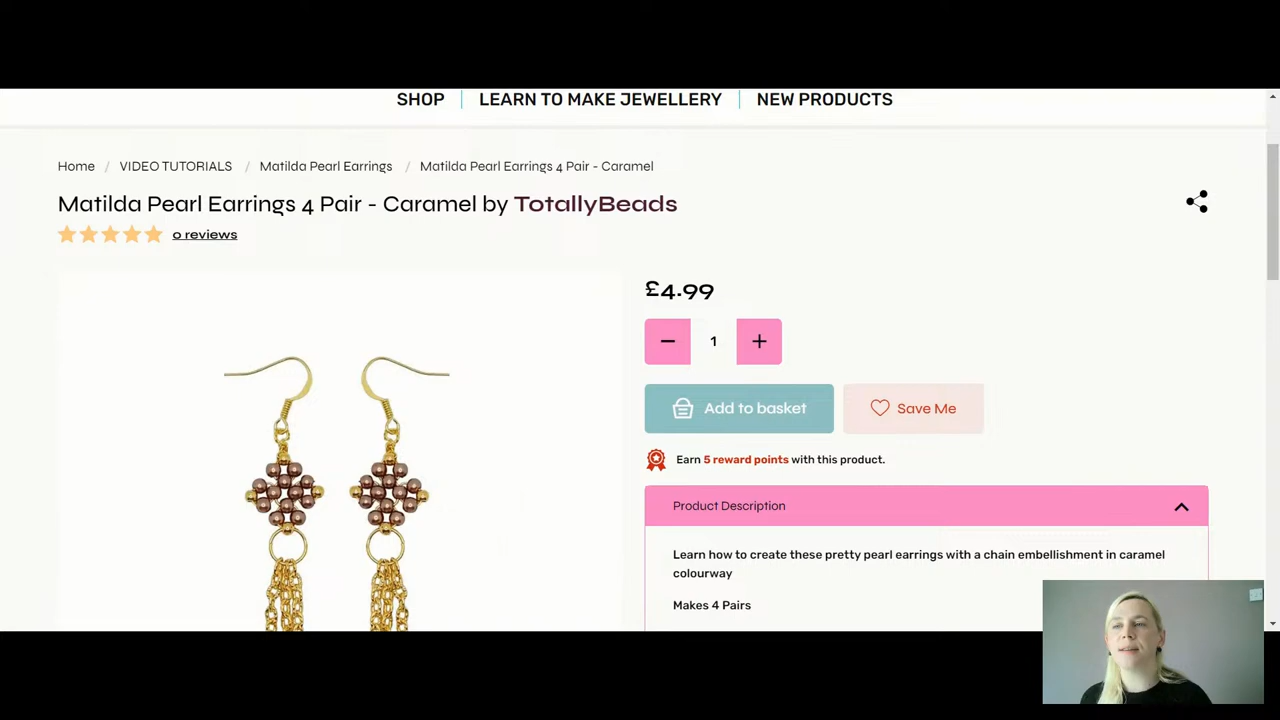 SHOP
LEARN TO MAKE JEWELLERY
NEW PRODUCTS
Home / VIDEO TUTORIALS / Matilda Pearl Earrings / Matilda Pearl Earrings 4 Pair - Caramel
Matilda Pearl Earrings 4 Pair - Caramel by TotallyBeads
0 reviews
£4.99
1
Add to basket
Save Me
Earn 5 reward points with this product.
Product Description
Learn how to create these pretty pearl earrings with a chain embellishment in caramel
colourway
Makes 4 Pairs